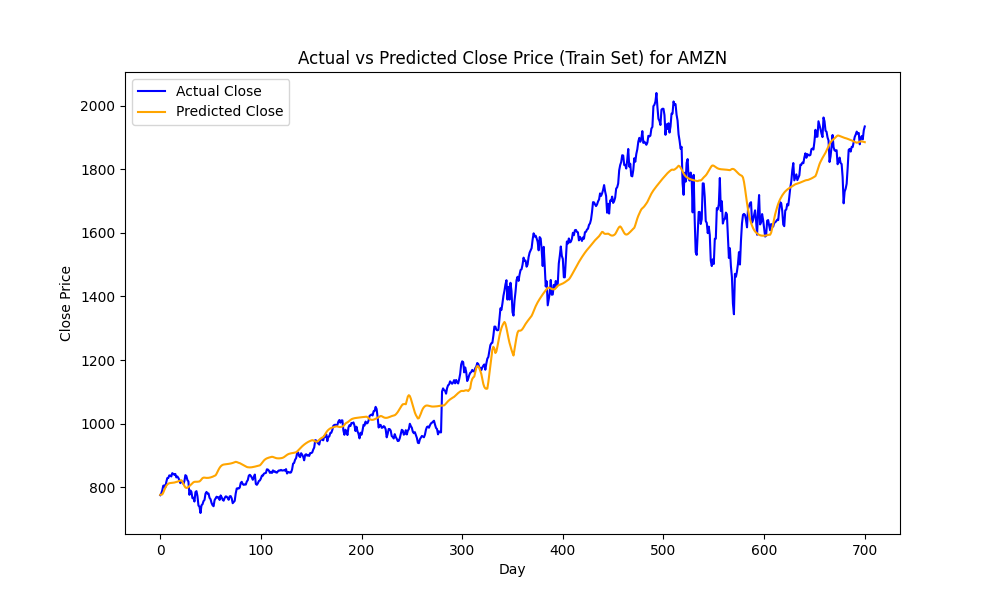 Actual vs Predicted Close Price (Train Set) for AMZN
Actual Close
Predicted Close
2000
1800
1600
1400
1200
1000
800
Close Price
0 100 200 300 400 500 600 700
Day